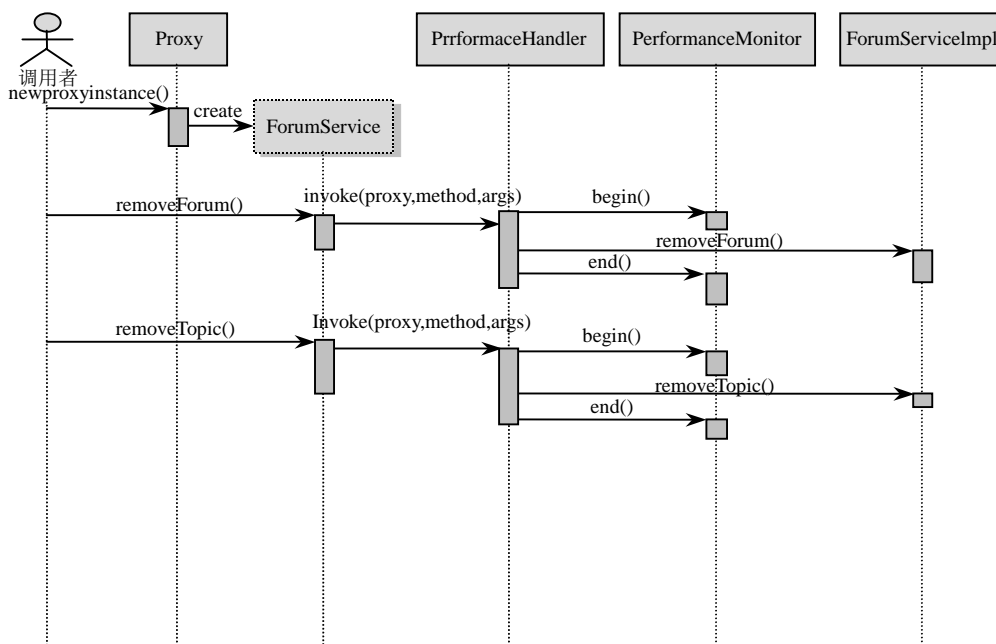 Proxy
PrrformaceHandler
PerformanceMonitor
ForumServiceImpl
调用者
newproxyinstance()
create
ForumService
removeForum()
invoke(proxy,method,args)
begin()
removeForum()
end()
removeTopic()
Invoke(proxy,method,args)
begin()
removeTopic()
end()